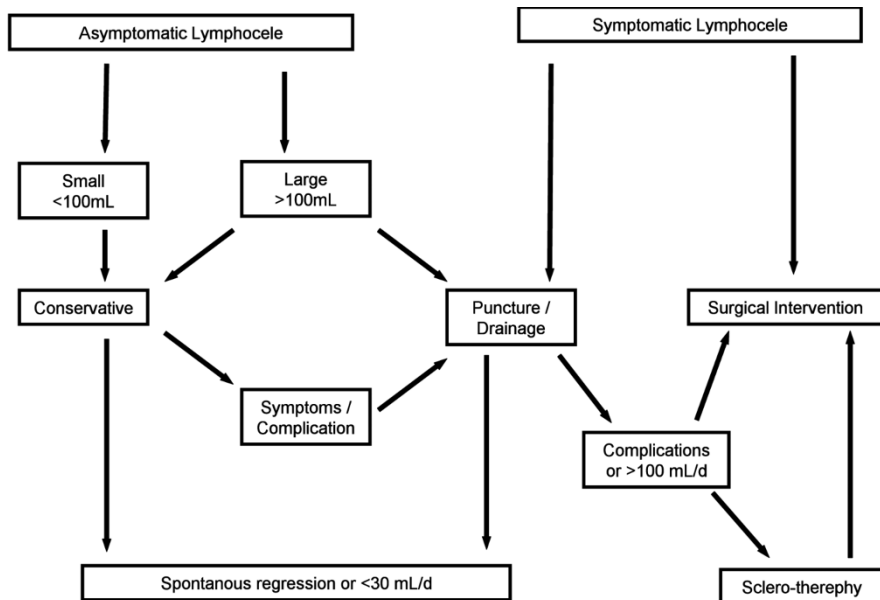 Asymptomatic Lymphocele
Symptomatic Lymphocele
Small
<100mL
Large
>100mL
Conservative
Puncture /
Drainage
Surgical Intervention
Symptoms /
Complication
Complications
or >100 mL/d
Spontanous regression or <30 mL/d
Sclero-therephy